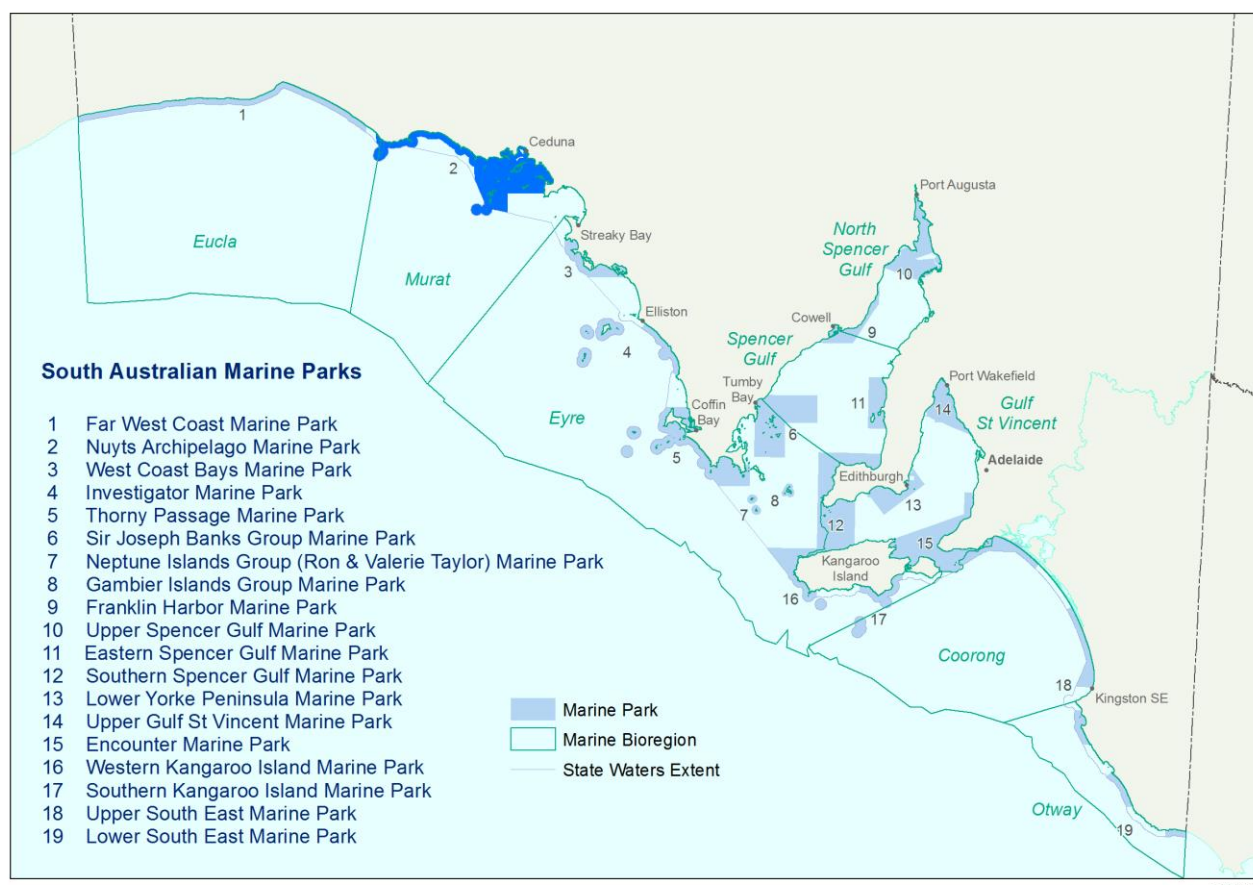 1
2
Ceduna
Port Augusta
Eucla
Murat
Streaky Bay
3
North
Spencer
Gulf
10
Elliston
4
Cowell
9
Spencer
Gulf
Tumby
Bay
11
Port Wakefield
14
Gulf
St Vincent
Eyre
Coffin
Bay
5
6
Adelaide
Edithburgh
13
7
8
12
15
Kangaroo
Island
16
17
Coorong
18
Kingston SE
Otway
19
South Australian Marine Parks
1 Far West Coast Marine Park
2 Nuyts Archipelago Marine Park
3 West Coast Bays Marine Park
4 Investigator Marine Park
5 Thorny Passage Marine Park
6 Sir Joseph Banks Group Marine Park
7 Neptune Islands Group (Ron & Valerie Taylor) Marine Park
8 Gambier Islands Group Marine Park
9 Franklin Harbor Marine Park
10 Upper Spencer Gulf Marine Park
11 Eastern Spencer Gulf Marine Park
12 Southern Spencer Gulf Marine Park
13 Lower Yorke Peninsula Marine Park
14 Upper Gulf St Vincent Marine Park
15 Encounter Marine Park
16 Western Kangaroo Island Marine Park
17 Southern Kangaroo Island Marine Park
18 Upper South East Marine Park
19 Lower South East Marine Park
Marine Park
Marine Bioregion
State Waters Extent